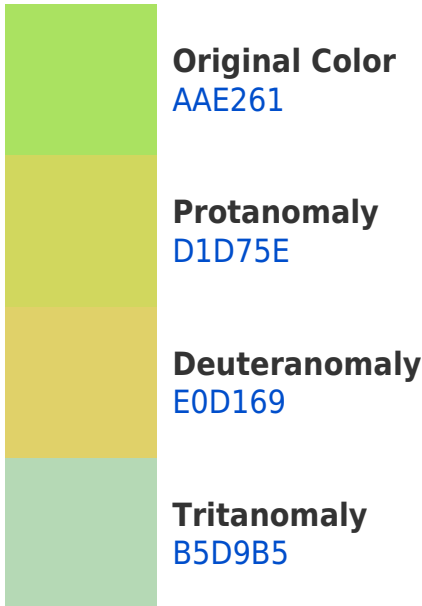 Original Color
AAE261
Protanomaly
D1D75E
Deuteranomaly
E0D169
Tritanomaly
B5D9B5